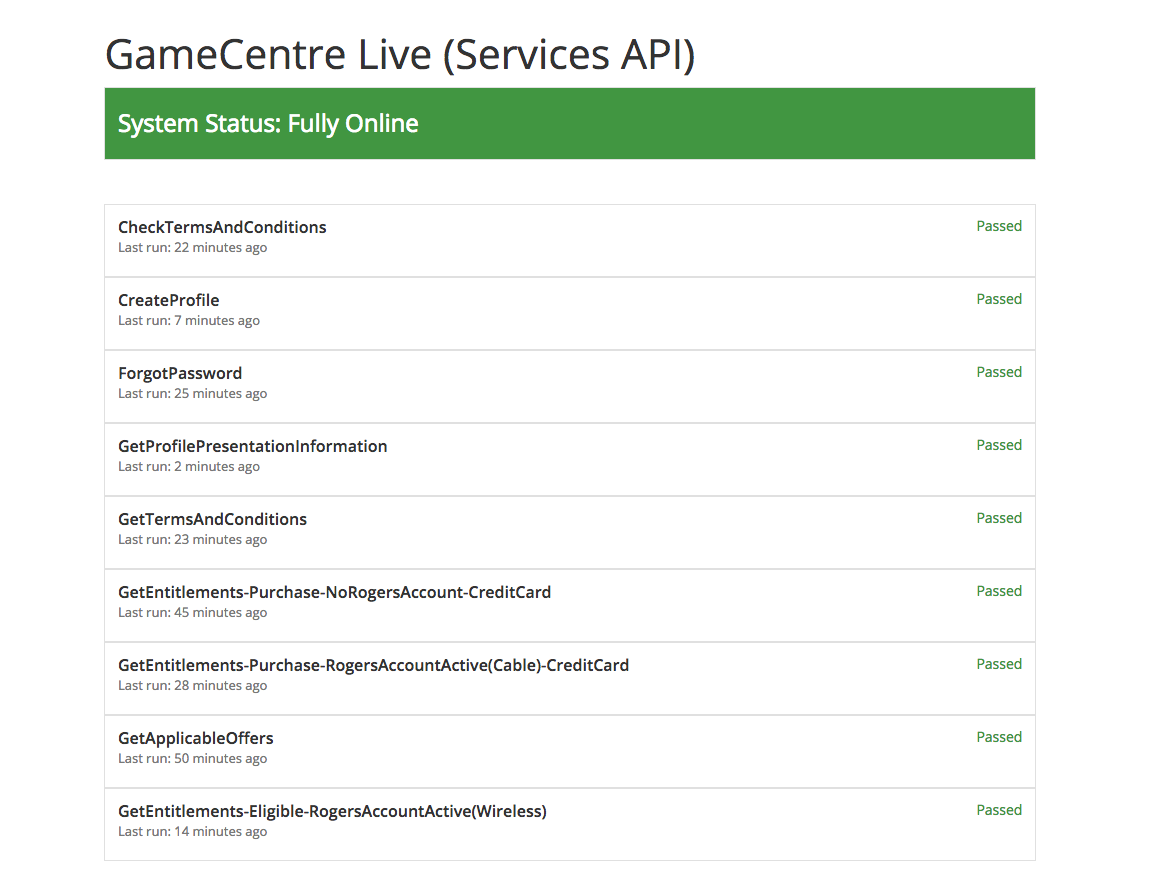 GameCentre Live (Services API)
System Status: Fully Online
CheckTermsAndConditions Passed
Last run: 22 minutes ago
CreateProfile Passed
Last run: 7 minutes ago
ForgotPassword Passed
Last run: 25 minutes ago
GetProfilePresentationInformation Passed
Last run: 2 minutes ago
GetTermsAndConditions Passed
Last run: 23 minutes ago
GetEntitlements-Purchase-NoRogersAccount-CreditCard Passed
Last run: 45 minutes ago
GetEntitlements-Purchase-RogersAccountActive(Cable)-CreditCard Passed
Last run: 28 minutes ago
GetApplicableOffers Passed
Last run: 50 minutes ago
GetEntitlements-Eligible-RogersAccountActive(Wireless) Passed
Last run: 14 minutes ago